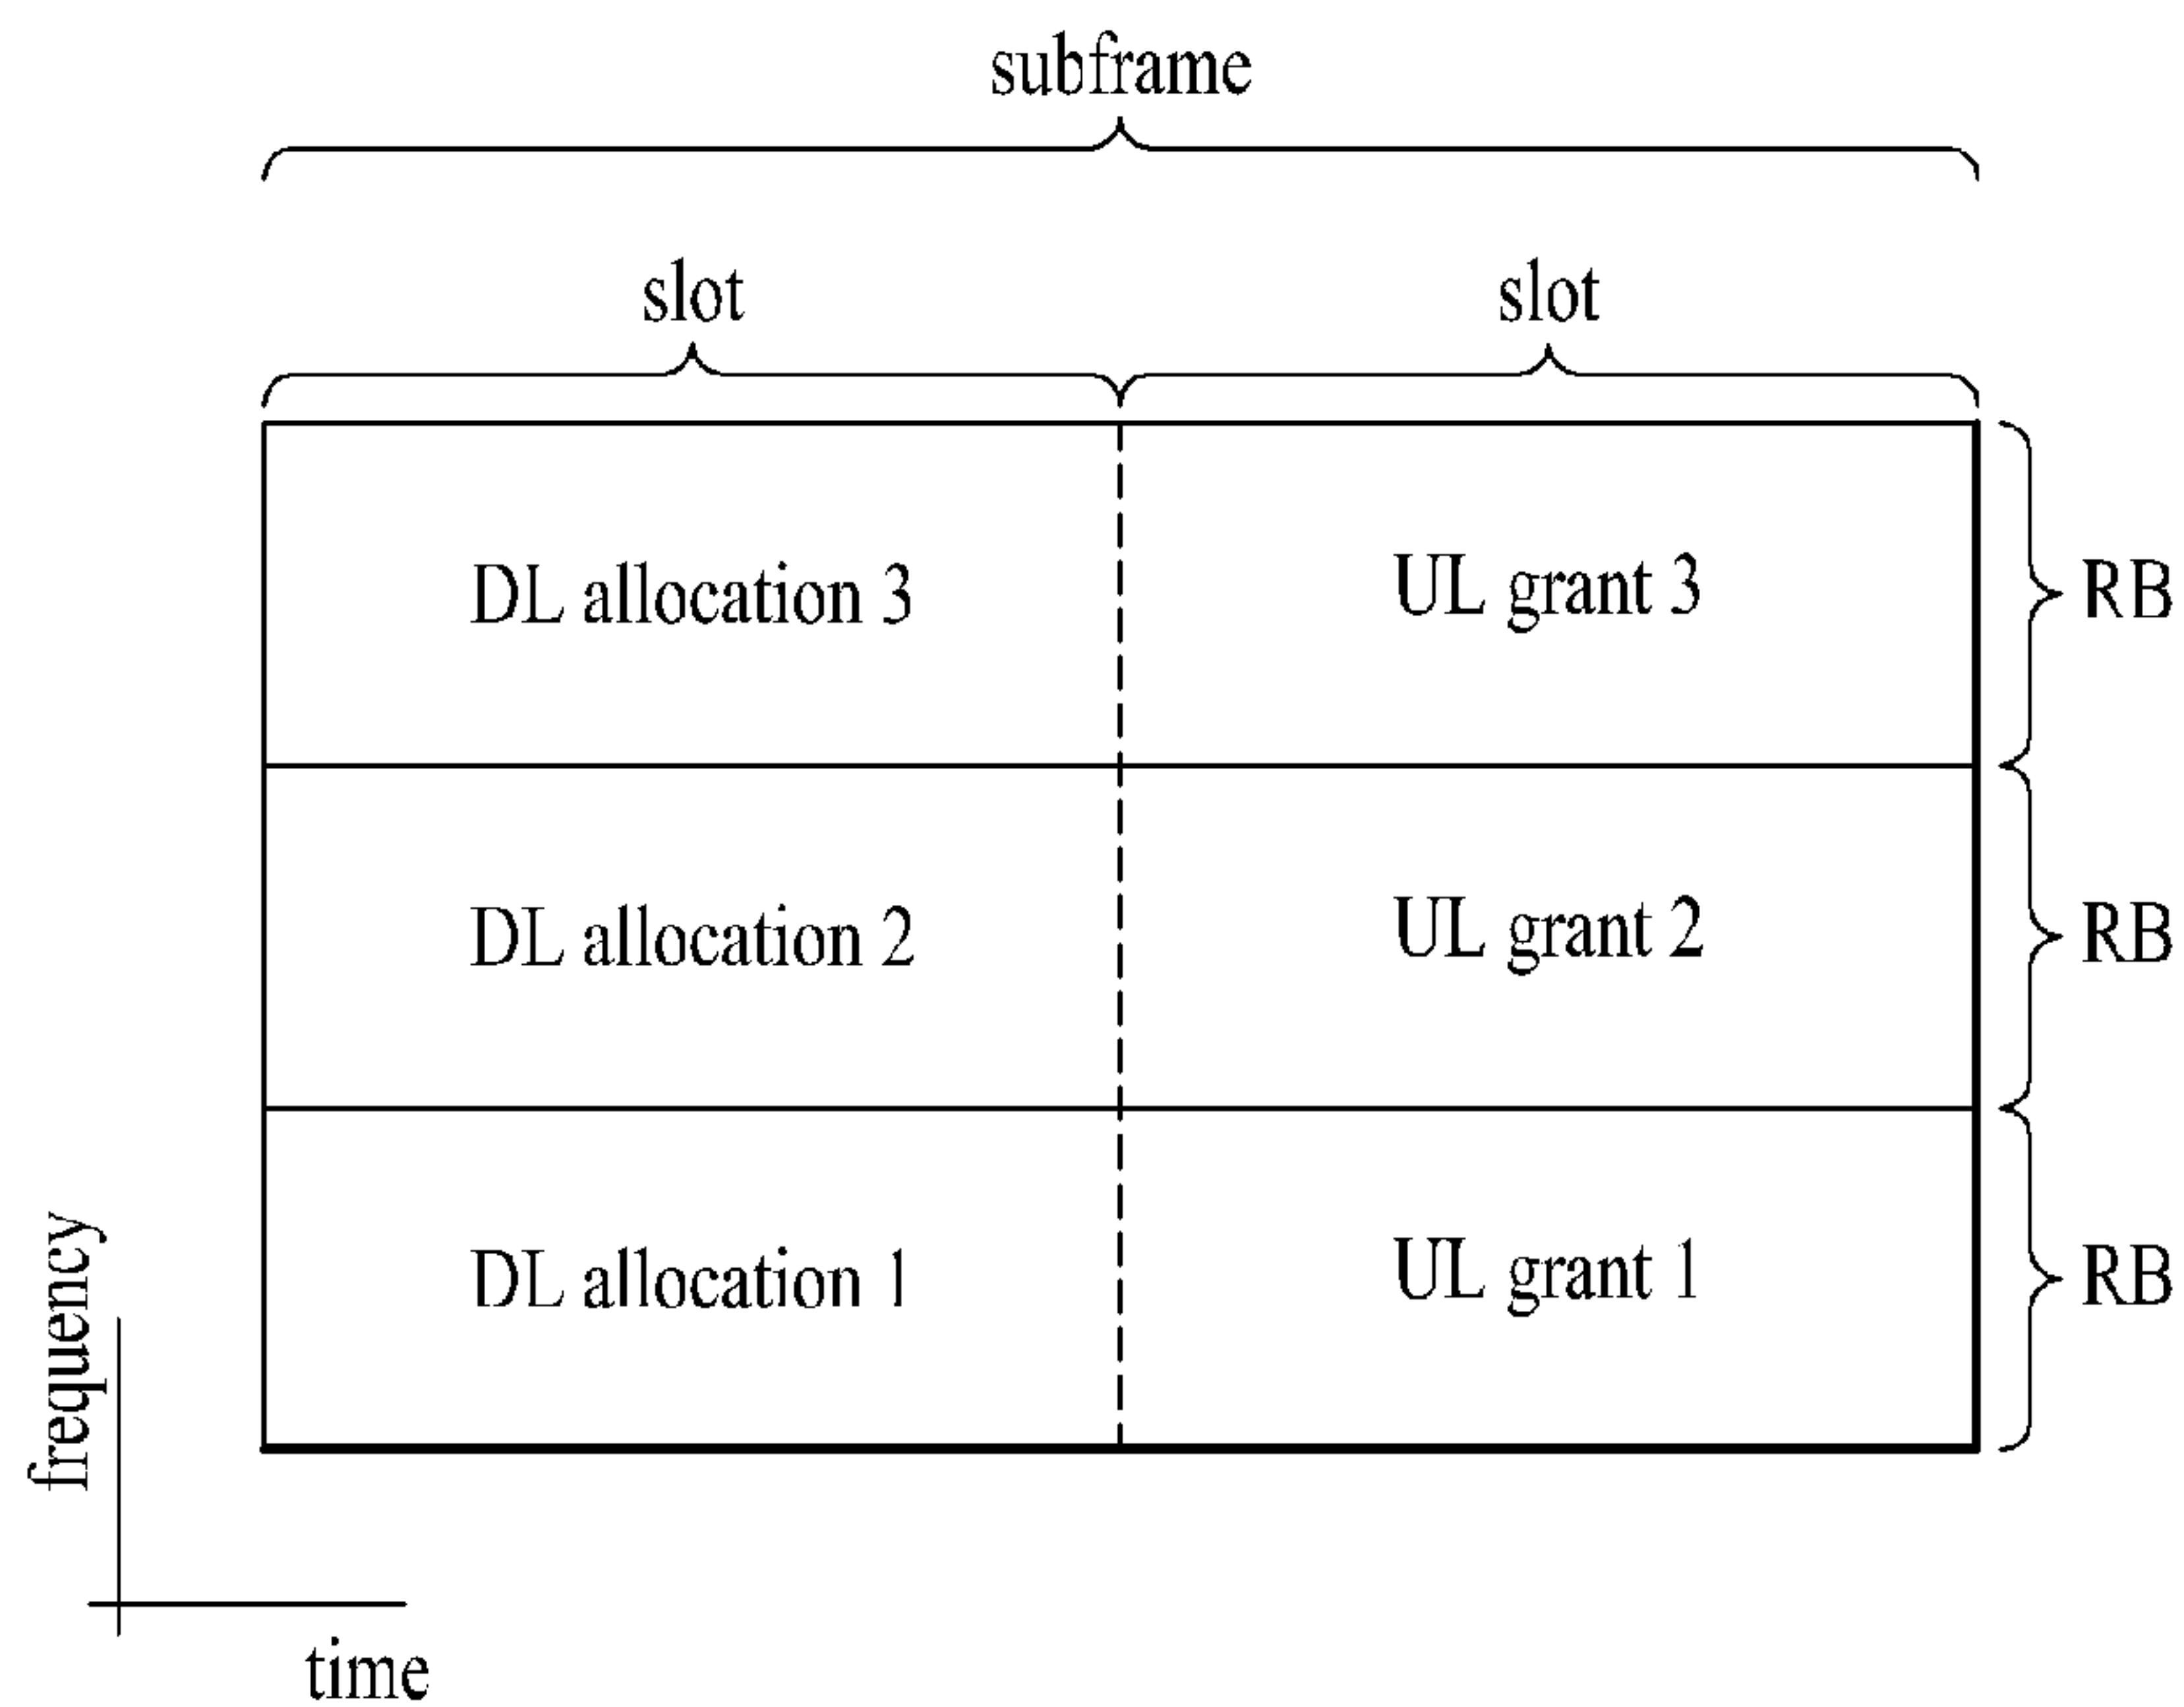 subframe
slot slot
DL allocation 3 UL grant 3 RB
DL allocation 2 UL grant 2 RB
DL allocation 1 UL grant 1 RB
frequency
time